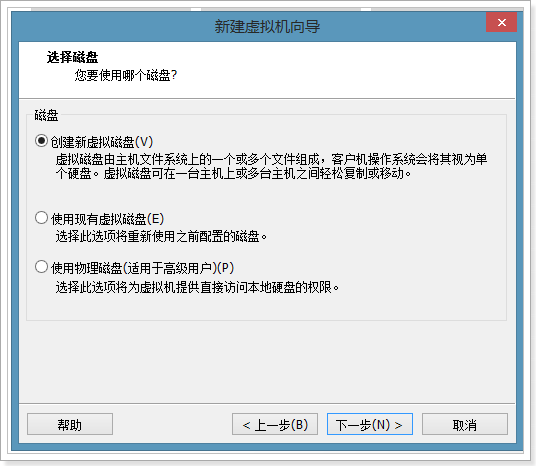 新建虚拟机向导
选择磁盘
您要使用哪个磁盘?
磁盘
创建新虚拟磁盘(V)
虚拟磁盘由主机文件系统上的一个或多个文件组成，客户机操作系统会将其视为单
个硬盘。虚拟磁盘可在一台主机上或多台主机之间轻松复制或移动。
使用现有虚拟磁盘(E)
选择此选项将重新使用之前配置的磁盘。
使用物理磁盘(适用于高级用户)(P)
选择此选项将为虚拟机提供直接访问本地硬盘的权限。
帮助 < 上一步(B) 下一步(N) > 取消